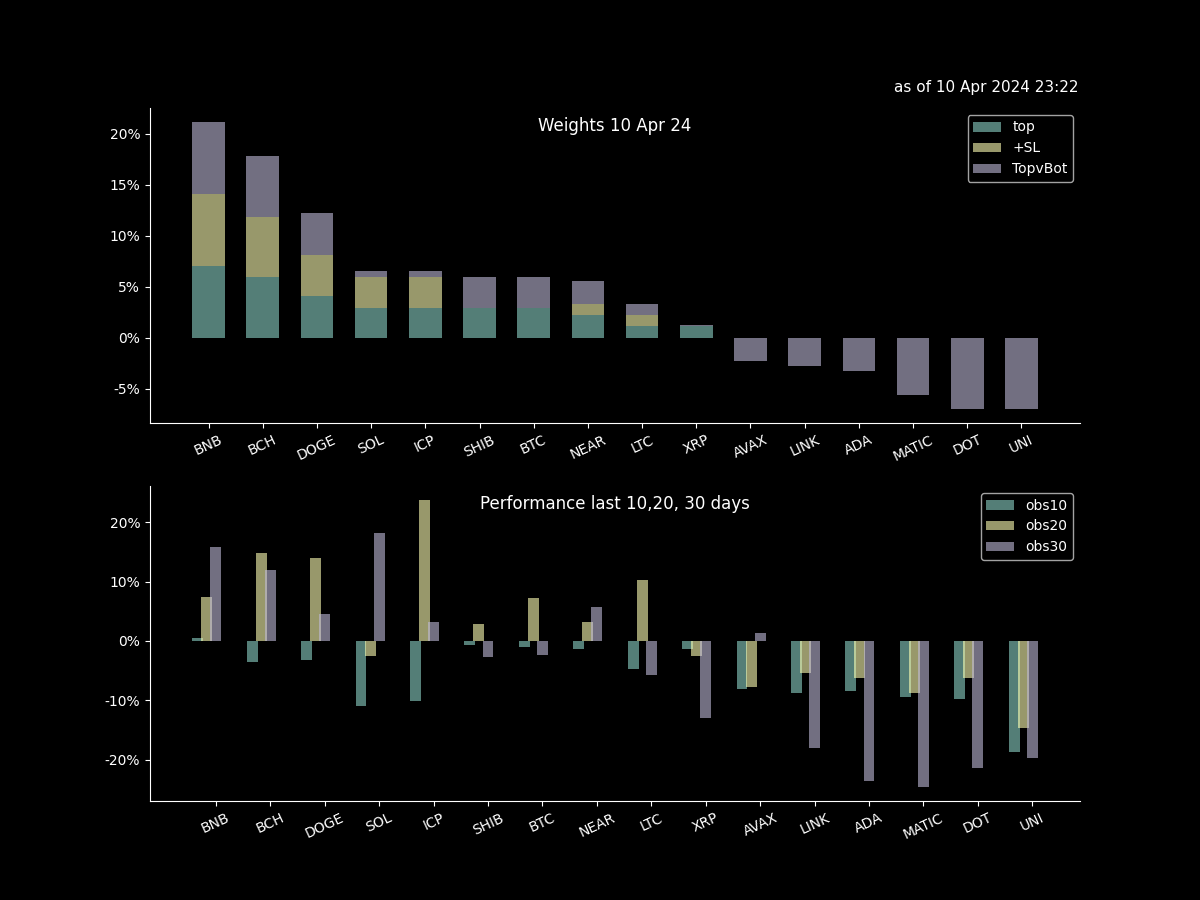 as of 10 Apr 2024 23:22
Weights 10 Apr 24
top
+SL
TopvBot
20%
15%
10%
5%
0%
-5%
BNB BCH DOGE SOL ICP SHIB BTC NEAR LTC XRP AVAX LINK ADA MATIC DOT UNI
Performance last 10,20, 30 days
obs10
obs20
obs30
20%
10%
0%
-10%
-20%
BNB BCH DOGE SOL ICP SHIB BTC NEAR LTC XRP AVAX LINK ADA MATIC DOT UNI